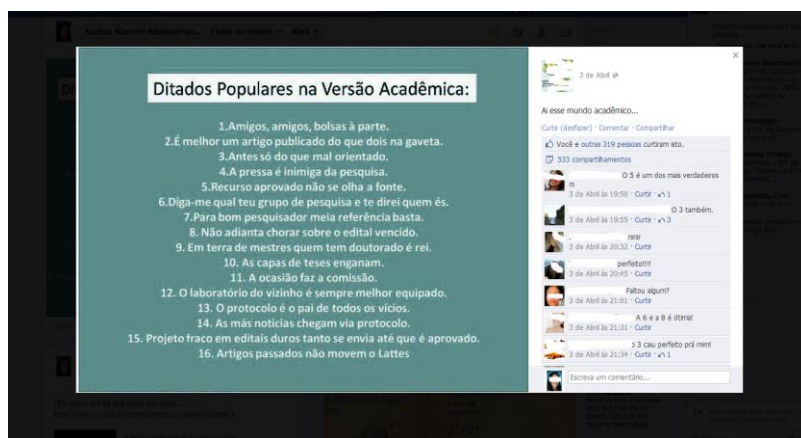 Ditados Populares na Versão Acadêmica:
1.Amigos, amigos, bolsas à parte.
2.É melhor um artigo publicado do que dois na gaveta.
3.Antes só do que mal orientado.
4.A pressa é inimiga da pesquisa.
5.Recurso aprovado não se olha a fonte.
6.Diga-me qual teu grupo de pesquisa e te direi quem és.
7.Para bom pesquisador meia referência basta.
8. Não adianta chorar sobre o edital vencido.
9. Em terra de mestres quem tem doutorado é rei.
10. As capas de teses enganam.
11. A ocasião faz a comissão.
12. O laboratório do vizinho é sempre melhor equipado.
13. O protocolo é o pai de todos os vícios.
14. As más notícias chegam via protocolo.
15. Projeto fraco em editais duros tanto se envia até que é aprovado.
16. Artigos passados não movem o Lattes
3 de Abril
Ai esse mundo acadêmico...
Curtir (desfazer) · Comentar · Compartilhar
Você e outras 319 pessoas curtiram isto.
533 compartilhamentos
O 5 é um dos mais verdadeiros
rs
3 de Abril às 19:50 · Curtir · 1
O 3 também.
3 de Abril às 19:55 · Curtir · 3
rsrsr
3 de Abril às 20:32 · Curtir
perfeito!!!!
3 de Abril às 20:45 · Curtir
Faltou algum?
3 de Abril às 21:01 · Curtir
A 6 e a 8 é ótima!
3 de Abril às 21:31 · Curtir
o 3 caiu perfeito prá mim!
3 de Abril às 21:34 · Curtir · 1
Escreva um comentário...